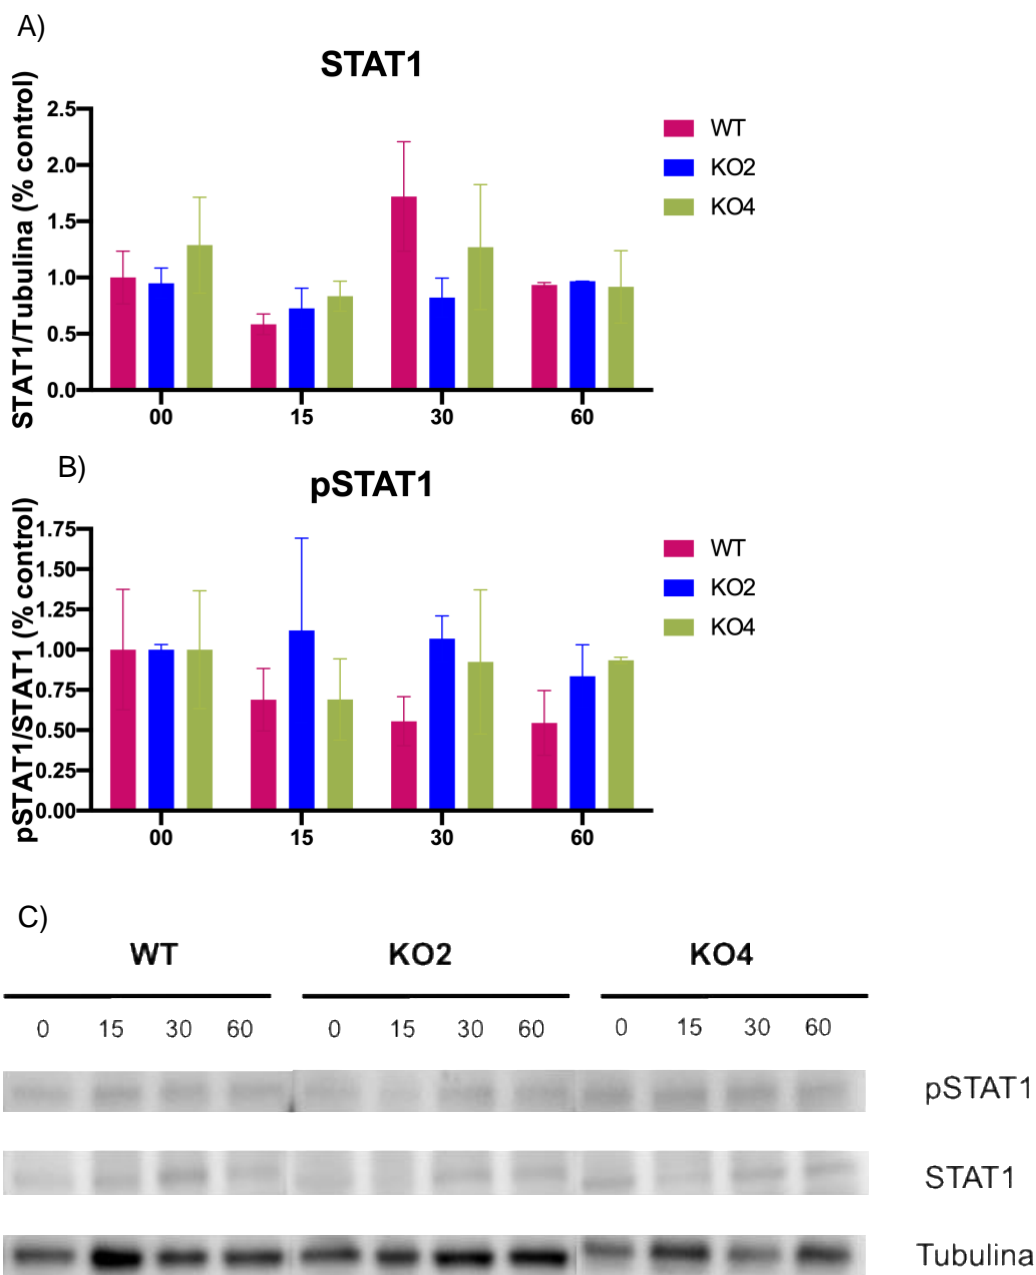 A)
STAT1
STAT1/Tubulina (% control)
2.5
2.0
1.5
1.0
0.5
0.0
00 15 30 60
WT
KO2
KO4
B)
pSTAT1
pSTAT1/STAT1 (% control)
1.75
1.50
1.25
1.00
0.75
0.50
0.25
0.00
00 15 30 60
WT
KO2
KO4
C)
WT KO2 KO4
0 15 30 60 0 15 30 60 0 15 30 60
pSTAT1
STAT1
Tubulina